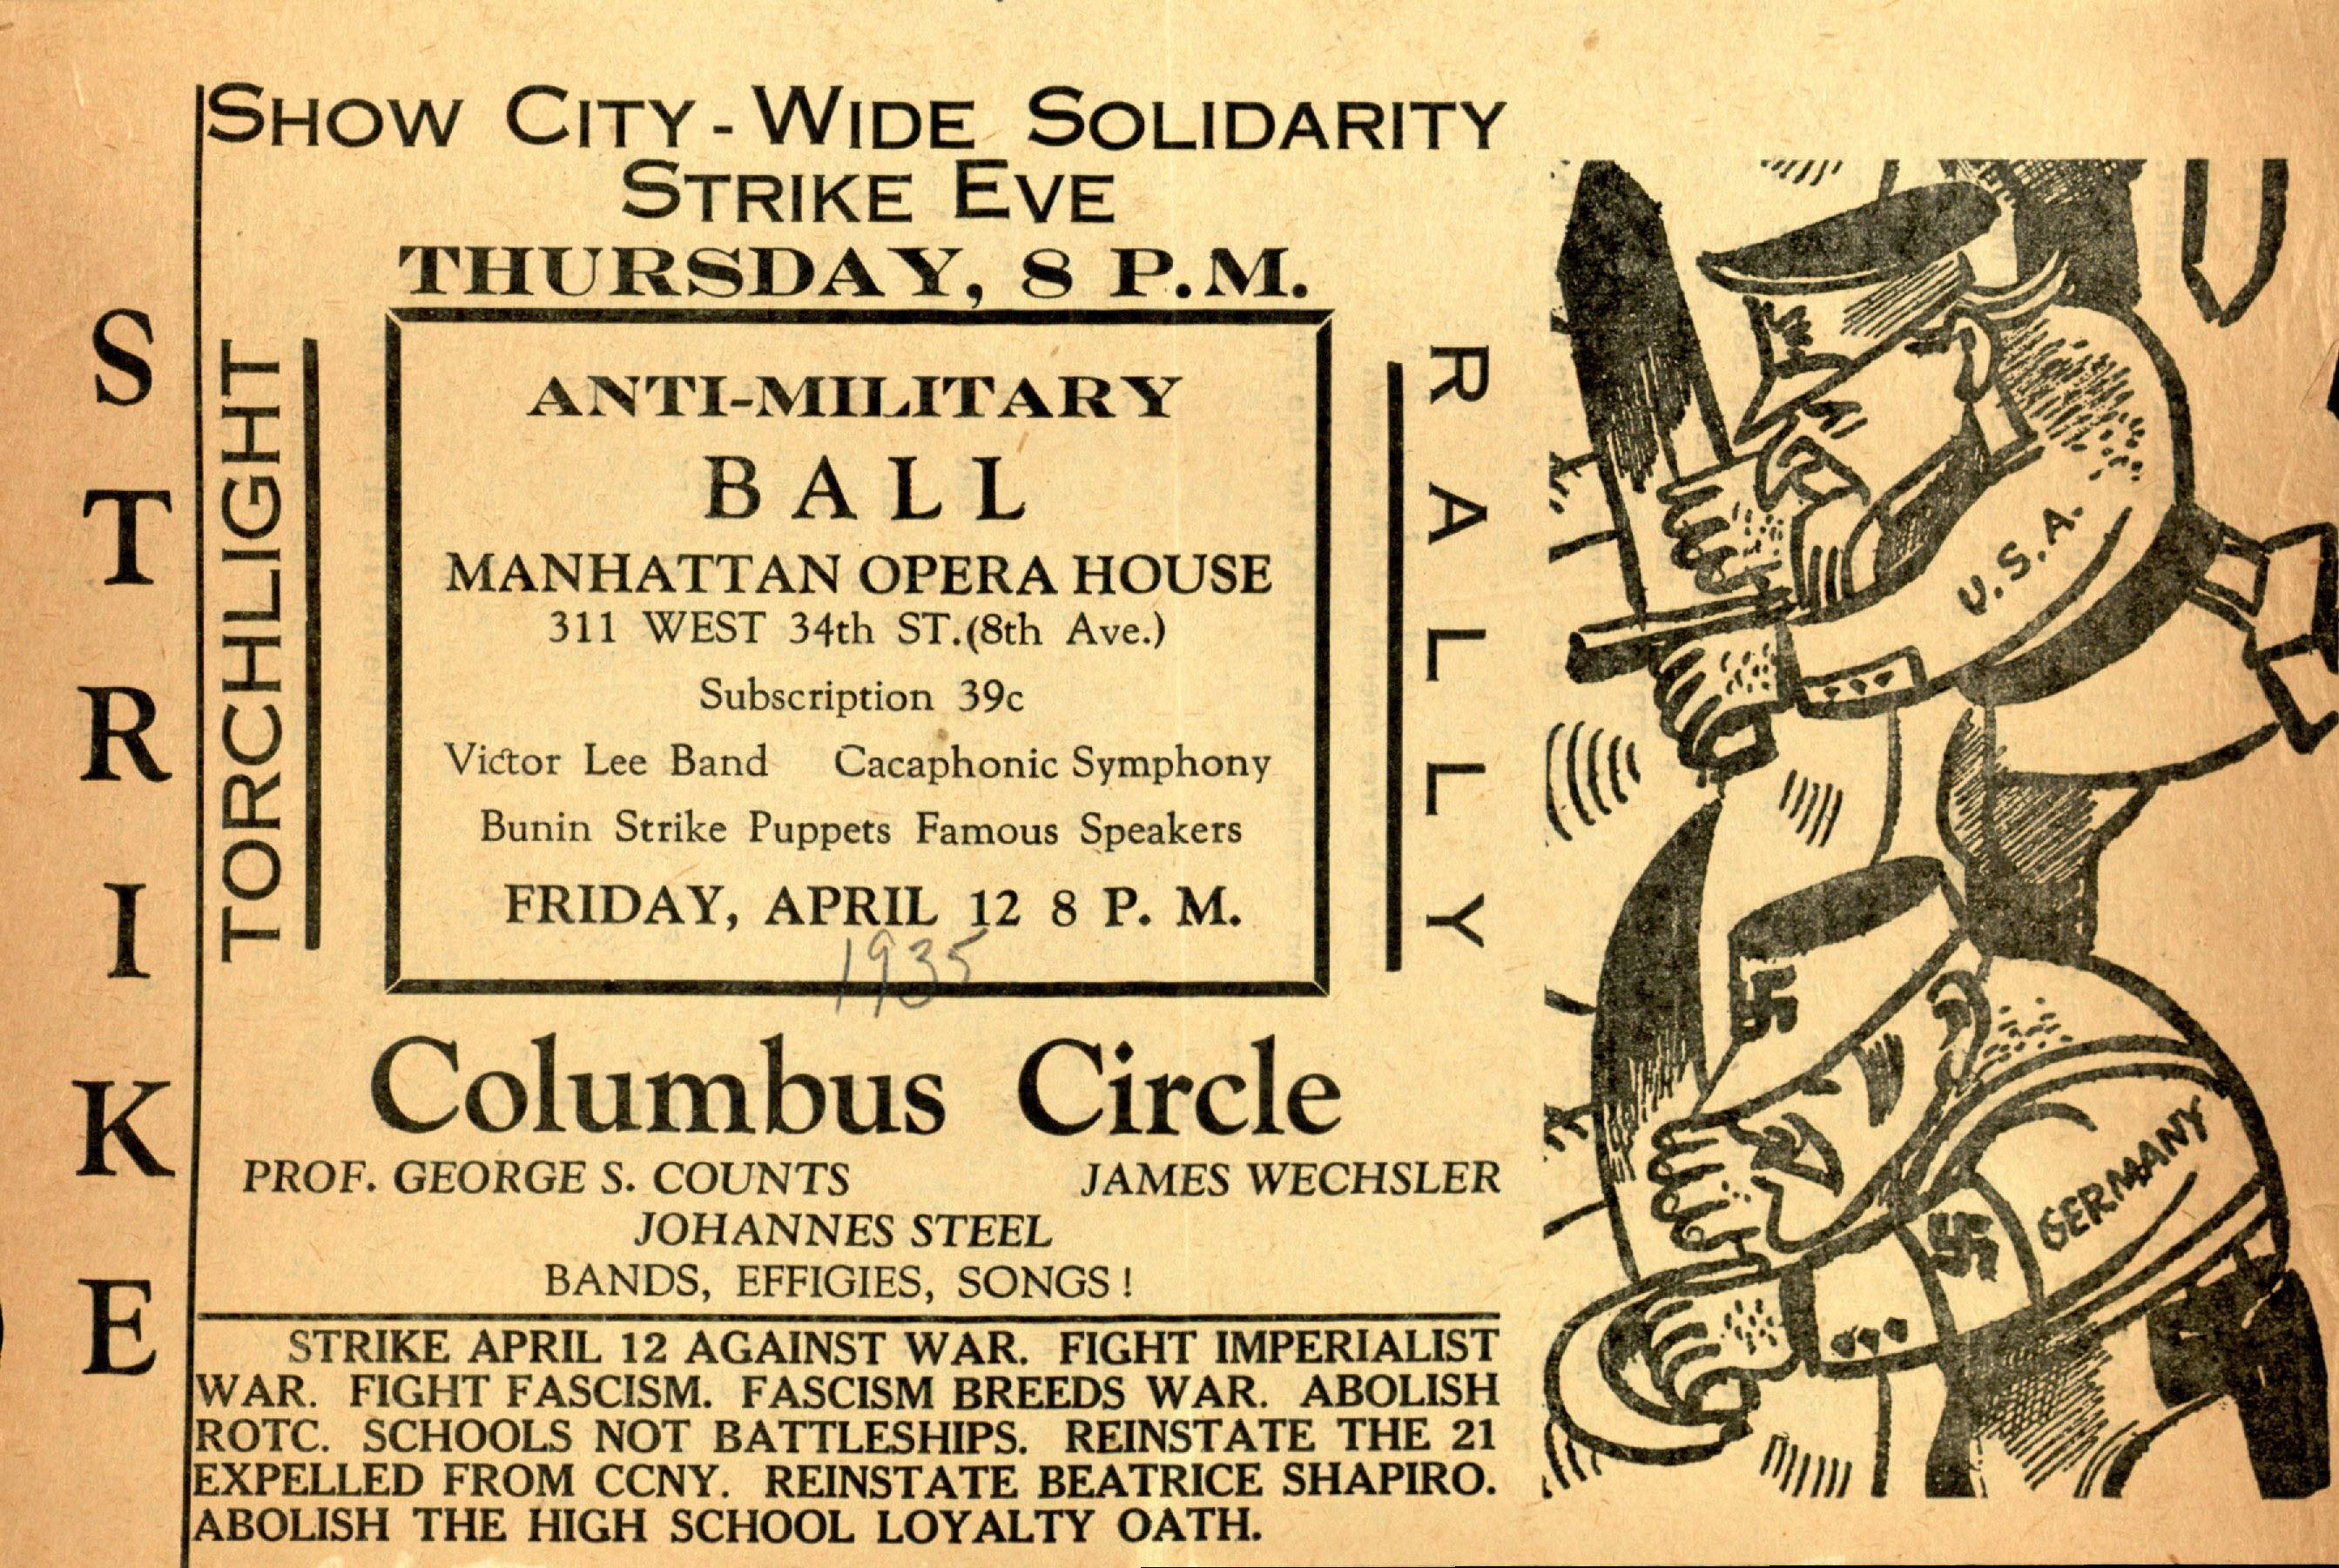 STRIKE
SHOW CITY-WIDE SOLIDARITY
STRIKE EVE
THURSDAY, 8 P.M.
TORCHLIGHT
RALLY
ANTI-MILITARY
BALL
MANHATTAN OPERA HOUSE
311 WEST 34th ST.(8th Ave.)
Subscription 39c
Victor Lee Band Cacaphonic Symphony
Bunin Strike Puppets Famous Speakers
FRIDAY, APRIL 12 8 P. M.
1935
Columbus Circle
PROF. GEORGE S. COUNTS JAMES WECHSLER
JOHANNES STEEL
BANDS, EFFIGIES, SONGS!
STRIKE APRIL 12 AGAINST WAR. FIGHT IMPERIALIST
WAR. FIGHT FASCISM. FASCISM BREEDS WAR. ABOLISH
ROTC. SCHOOLS NOT BATTLESHIPS. REINSTATE THE 21
EXPELLED FROM CCNY. REINSTATE BEATRICE SHAPIRO.
ABOLISH THE HIGH SCHOOL LOYALTY OATH.
U.S.A.
GERMANY